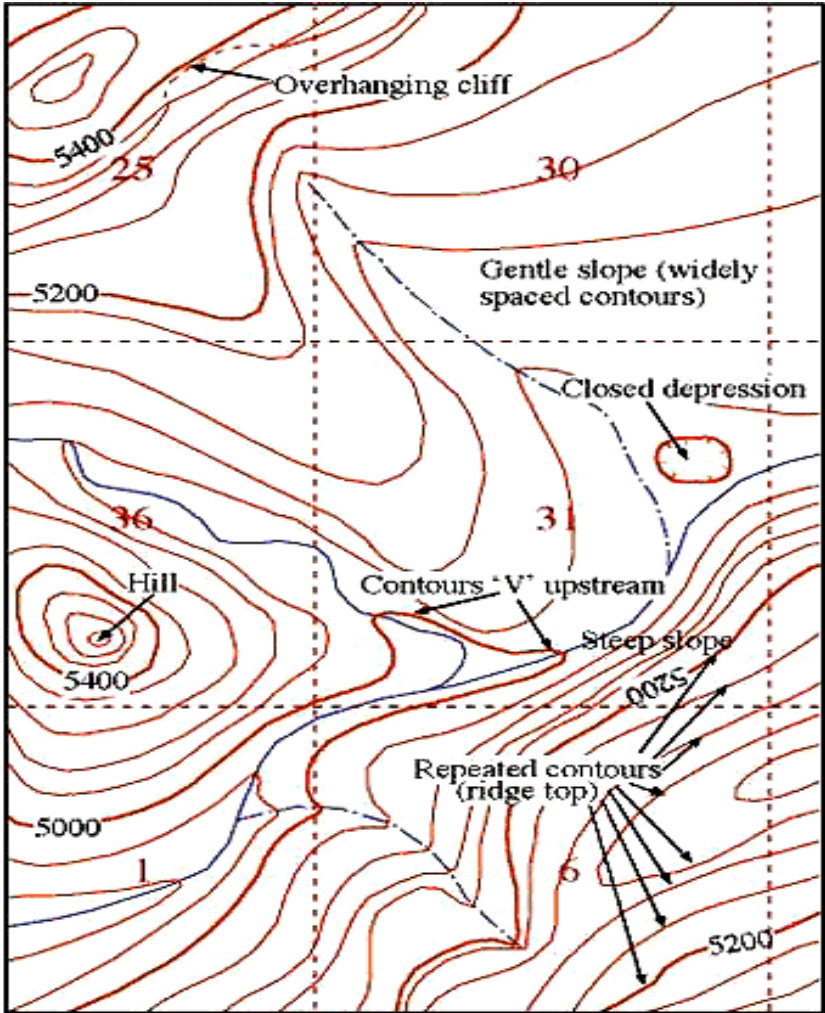 Overhanging cliff
5400
25
30
Gentle slope (widely
spaced contours)
5200
Closed depression
36
31
Hill
Contours 'V' upstream
Steep slope
5400
5200
Repeated contours
(ridge top)
5000
1
6
5200